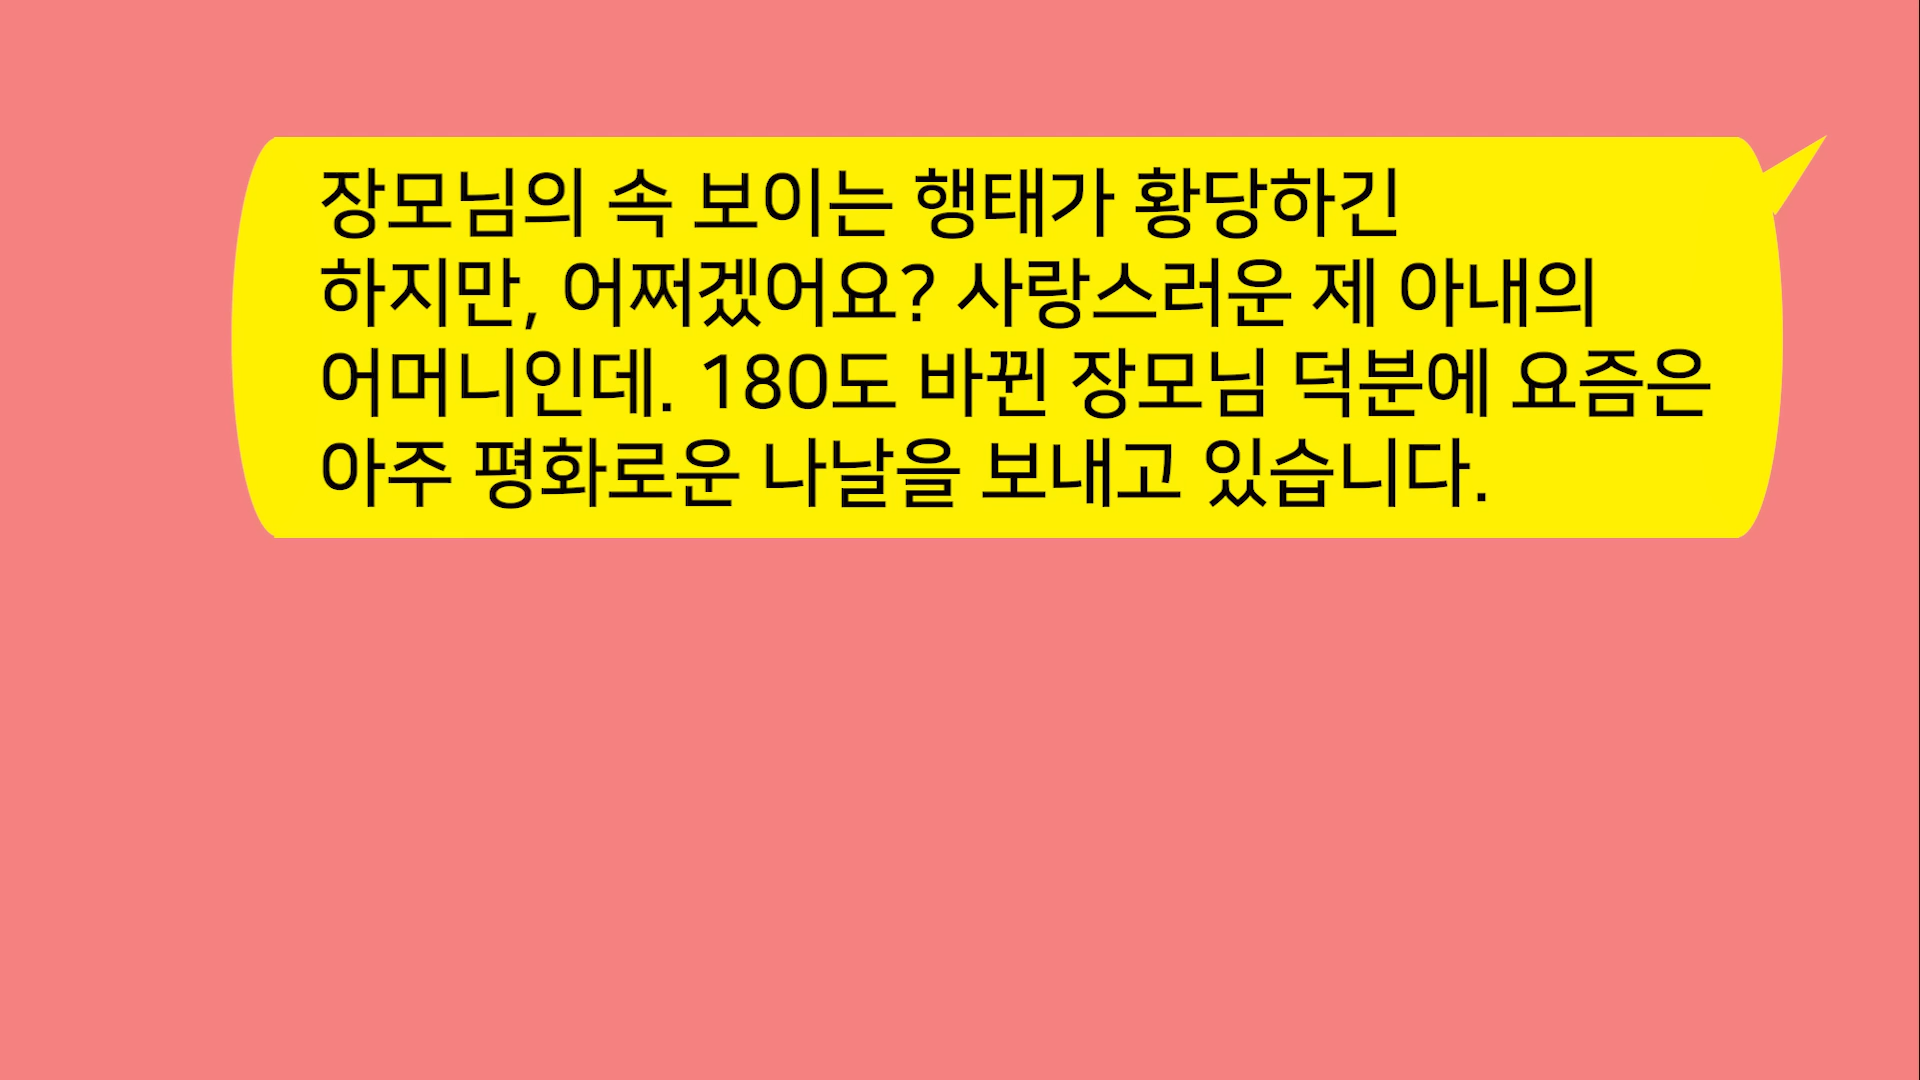 장모님의 속 보이는 행태가 황당하긴
하지만, 어쩌겠어요? 사랑스러운 제 아내의
어머니인데. 180도 바뀐 장모님 덕분에 요즘은
아주 평화로운 나날을 보내고 있습니다.